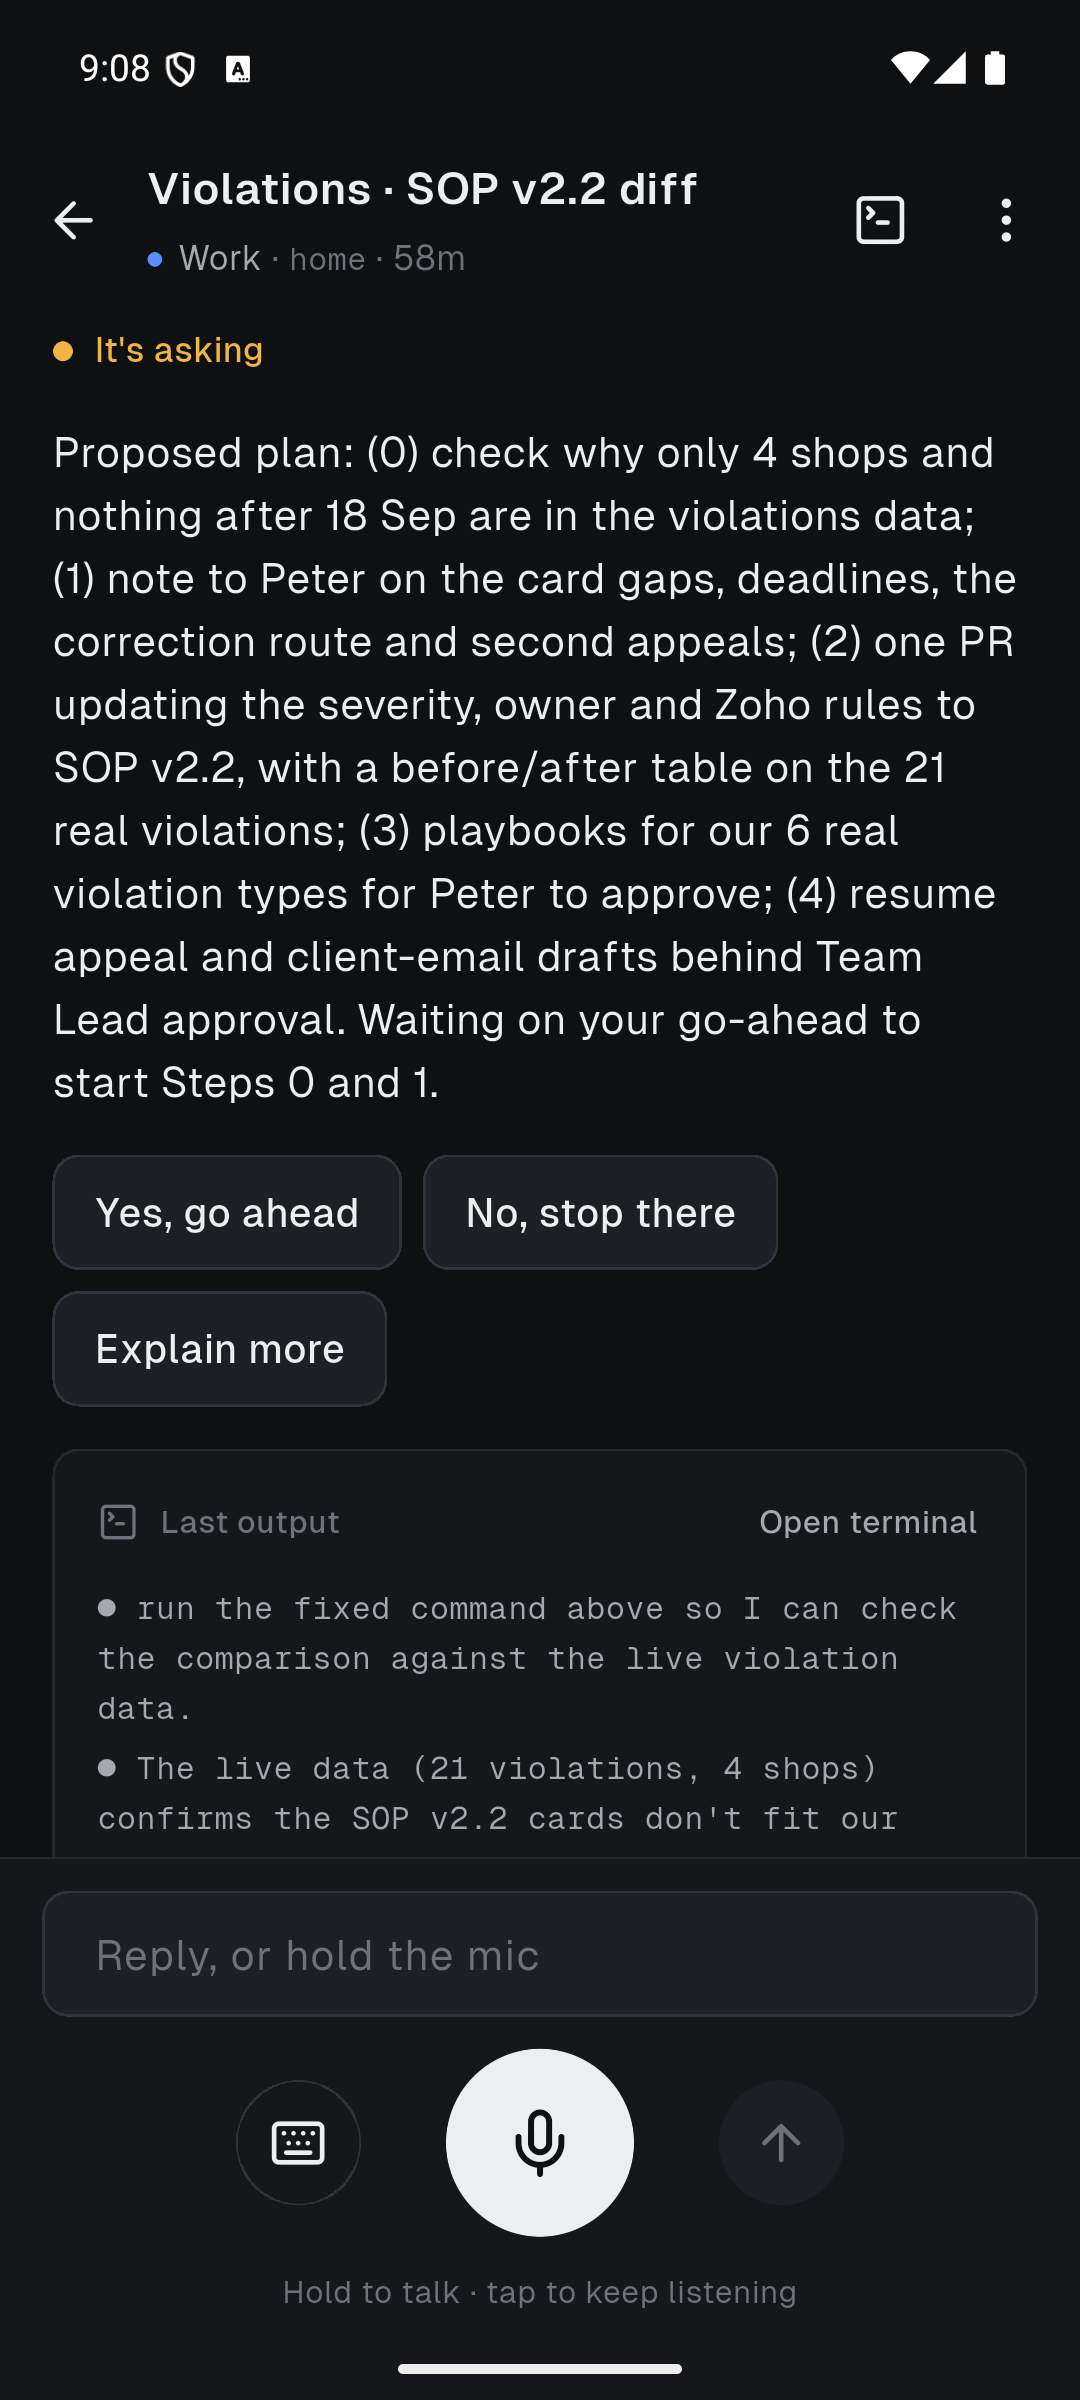 9:08
Violations · SOP v2.2 diff
Work · home · 58m
It's asking
Proposed plan: (0) check why only 4 shops and
nothing after 18 Sep are in the violations data;
(1) note to Peter on the card gaps, deadlines, the
correction route and second appeals; (2) one PR
updating the severity, owner and Zoho rules to
SOP v2.2, with a before/after table on the 21
real violations; (3) playbooks for our 6 real
violation types for Peter to approve; (4) resume
appeal and client-email drafts behind Team
Lead approval. Waiting on your go-ahead to
start Steps 0 and 1.
Yes, go ahead
No, stop there
Explain more
Last output
Open terminal
● run the fixed command above so I can check
the comparison against the live violation
data.
● The live data (21 violations, 4 shops)
confirms the SOP v2.2 cards don't fit our
Reply, or hold the mic
Hold to talk · tap to keep listening